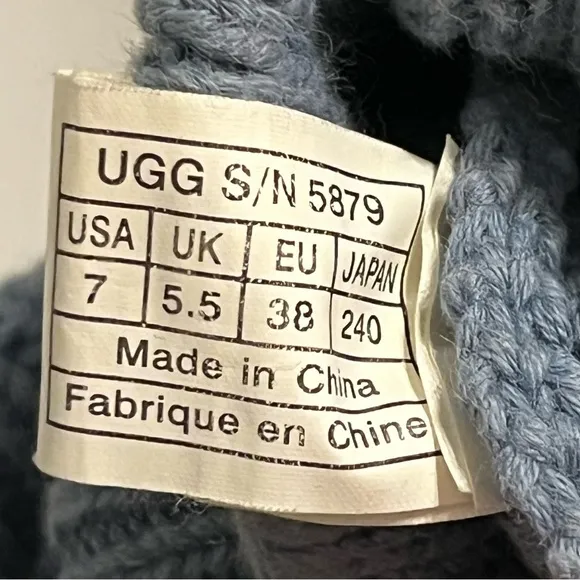 UGG S/N 5879
USA UK EU JAPAN
7 5.5 38 240
Made in China
Fabrique en Chine